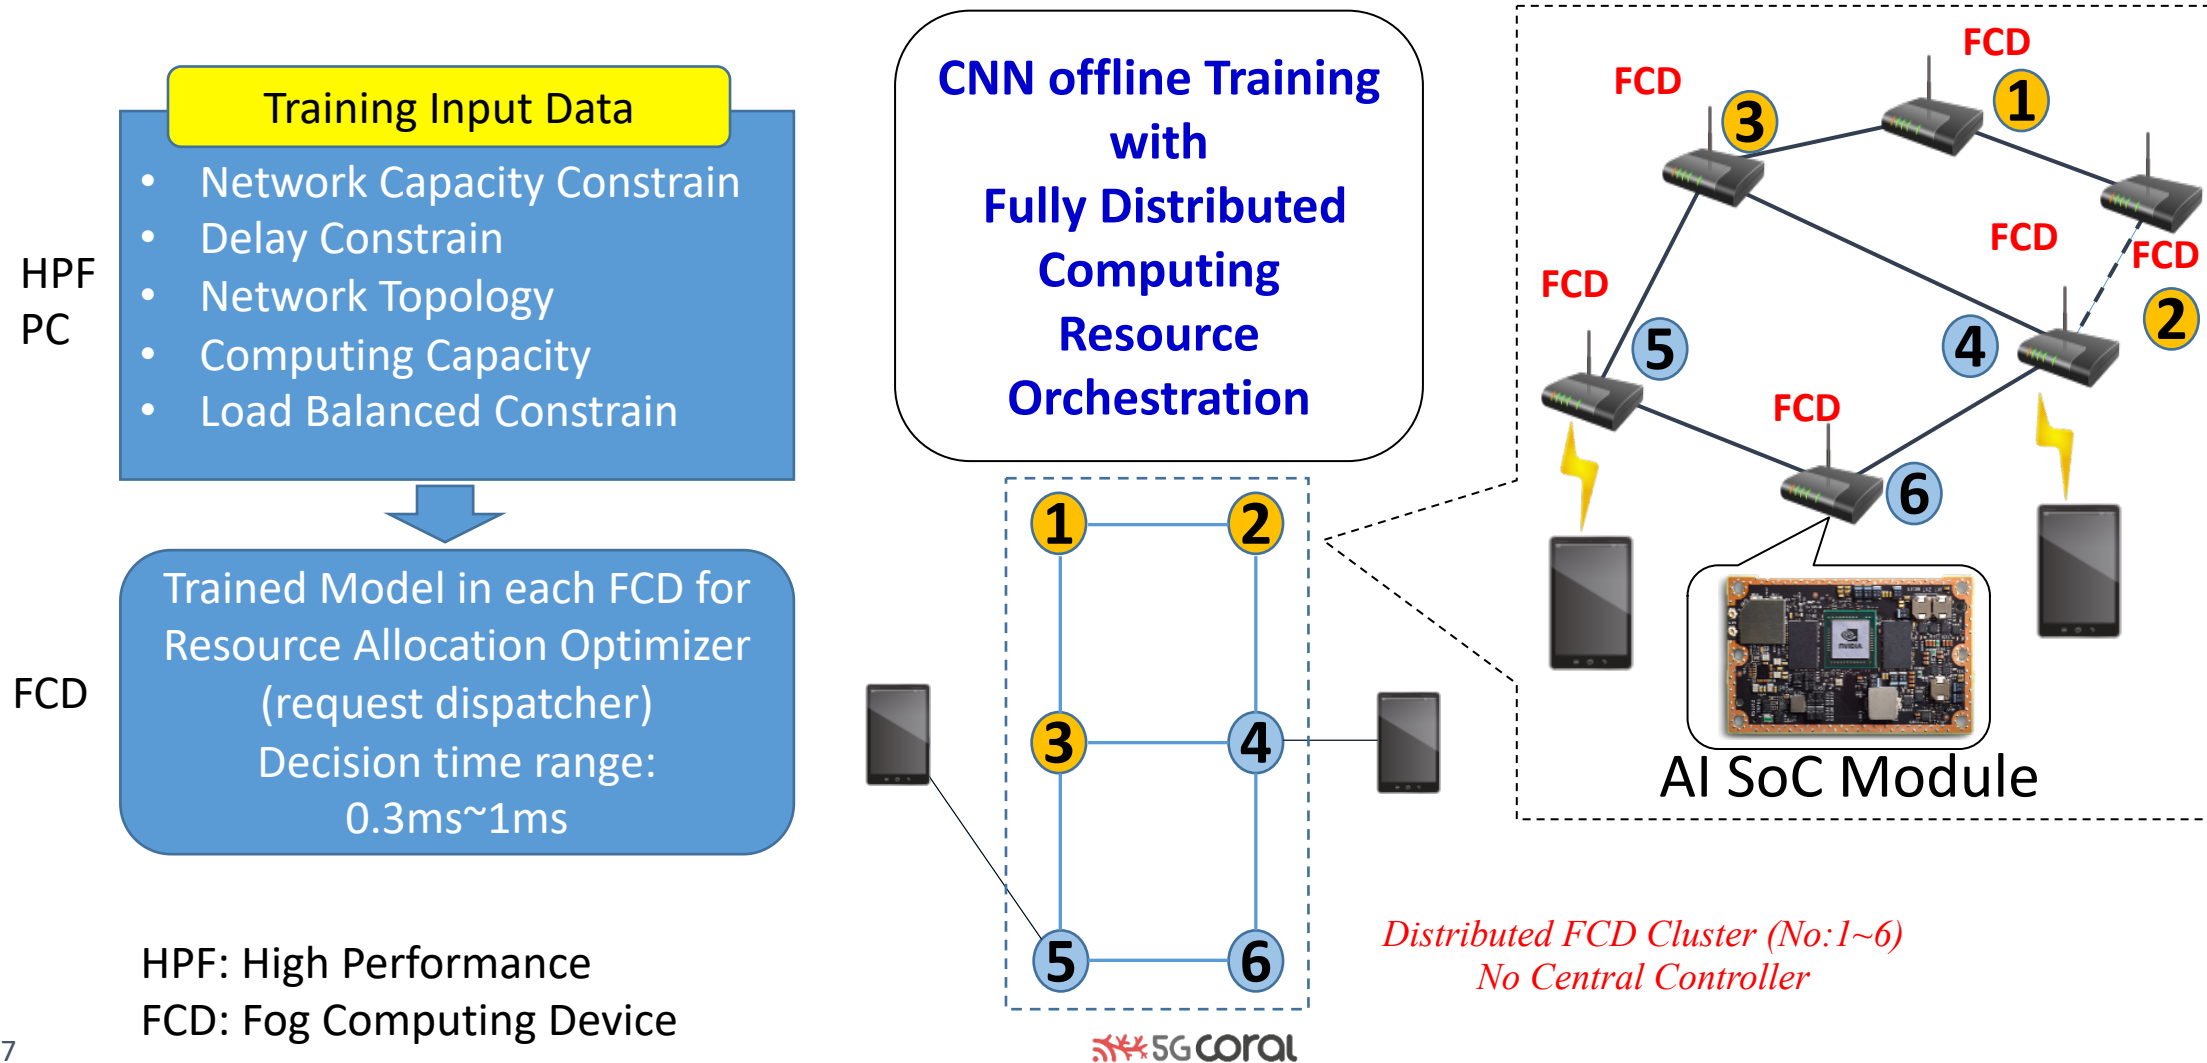 Training Input Data
• Network Capacity Constrain
• Delay Constrain
• Network Topology
• Computing Capacity
• Load Balanced Constrain
HPF
PC
Trained Model in each FCD for
Resource Allocation Optimizer
(request dispatcher)
Decision time range:
0.3ms~1ms
FCD
HPF: High Performance
FCD: Fog Computing Device
7
CNN offline Training
with
Fully Distributed
Computing
Resource
Orchestration
1
2
3
4
5
6
FCD
1
FCD
3
FCD
FCD
2
FCD
5
4
FCD
6
NVIDIA
AI SoC Module
Distributed FCD Cluster (No:1~6)
No Central Controller
5G CORAL